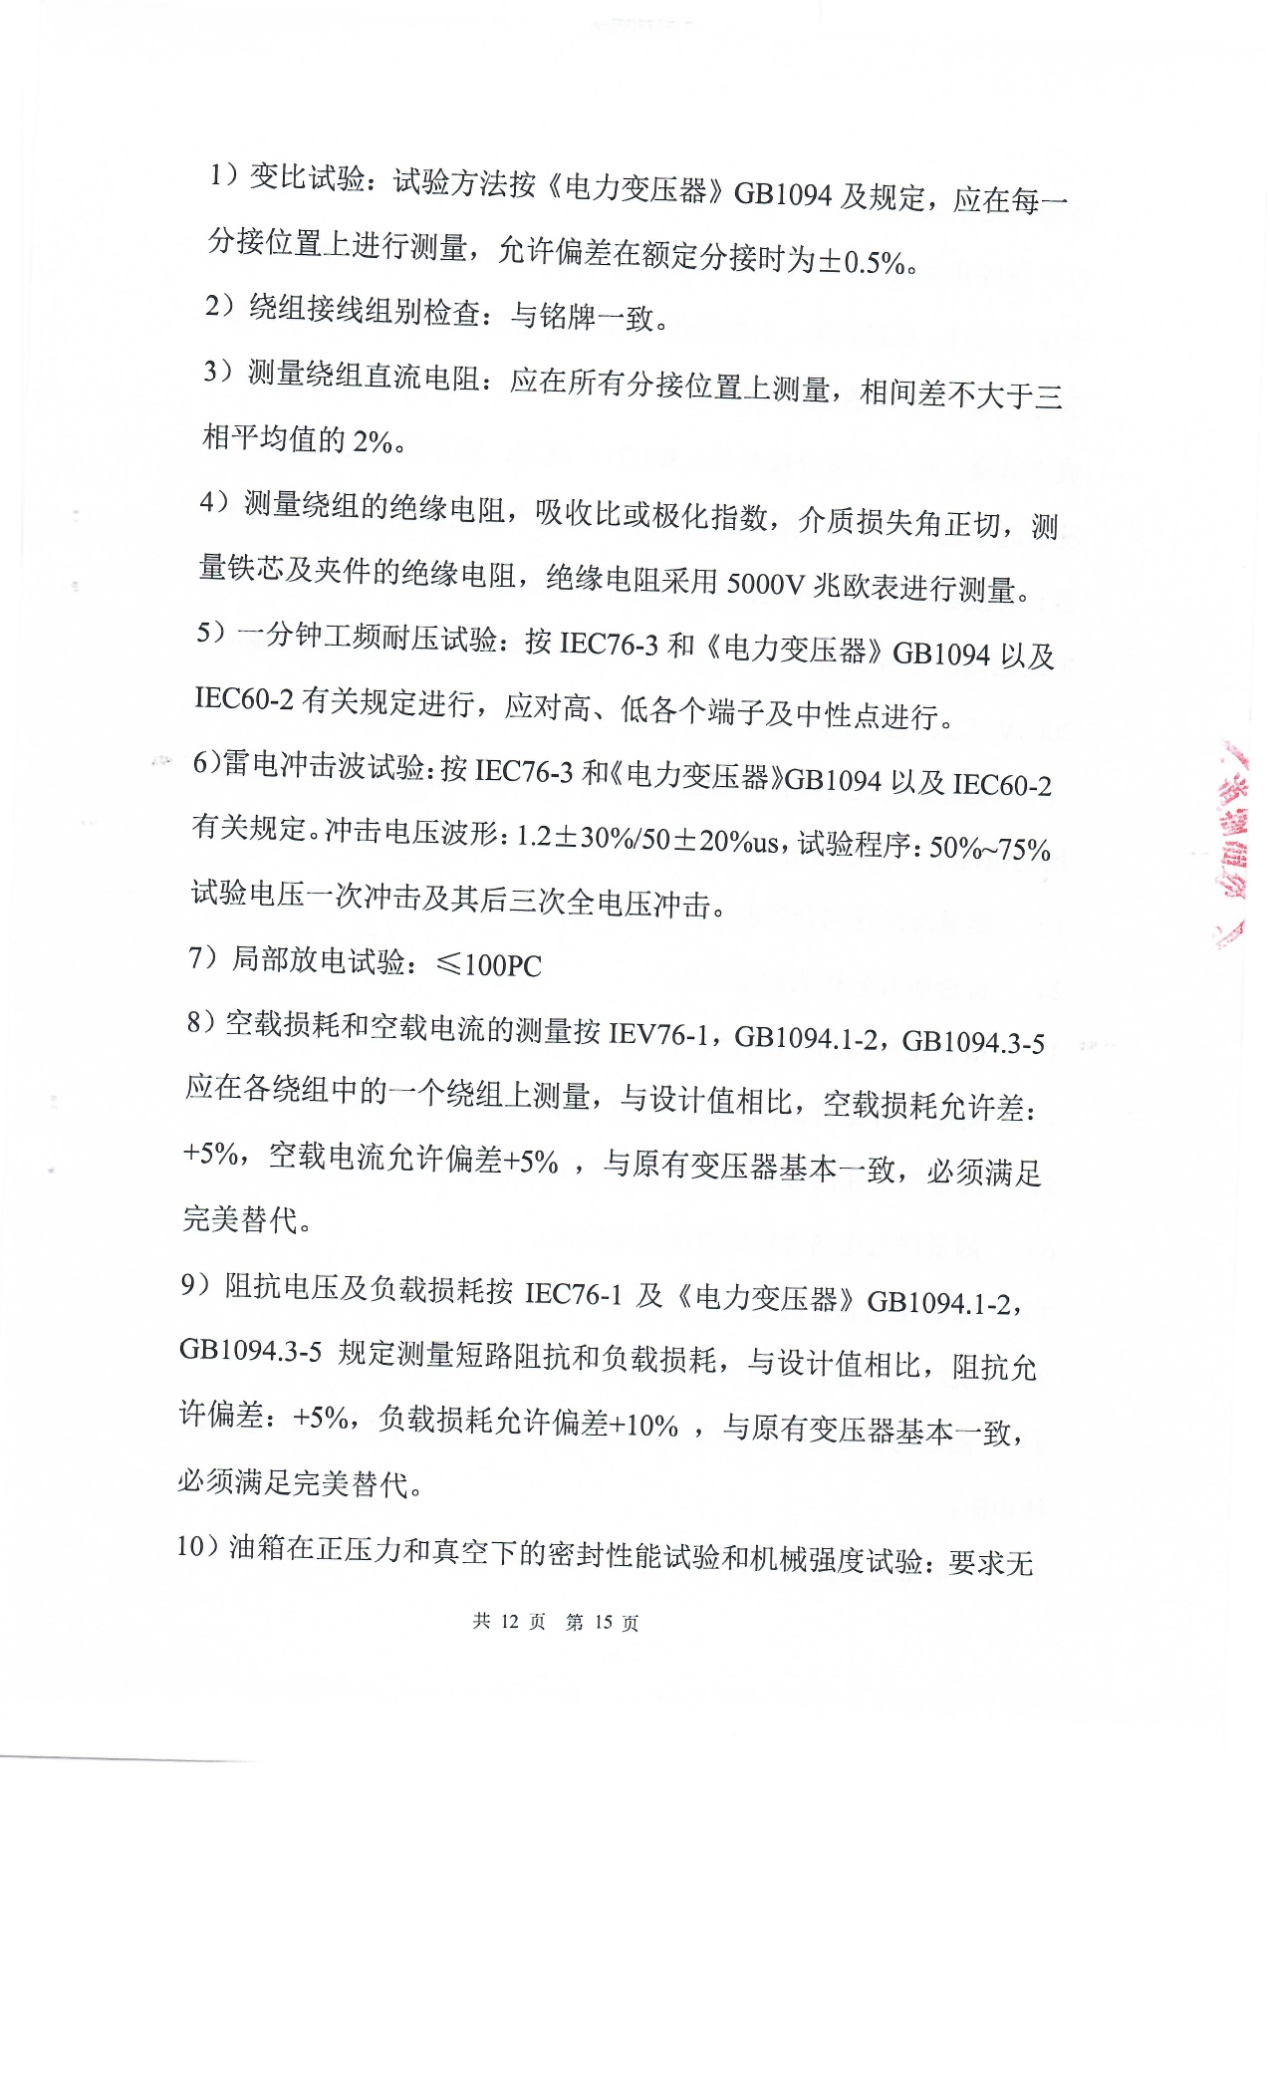 1）变比试验：试验方法按《电力变压器》GB1094 及规定，应在每一
分接位置上进行测量，允许偏差在额定分接时为±0.5%。
2）绕组接线组别检查：与铭牌一致。
3）测量绕组直流电阻：应在所有分接位置上测量，相间差不大于三
相平均值的 2%。
4）测量绕组的绝缘电阻，吸收比或极化指数，介质损失角正切，测
量铁芯及夹件的绝缘电阻，绝缘电阻采用 5000V 兆欧表进行测量。
5）一分钟工频耐压试验：按 IEC76-3 和《电力变压器》GB1094 以及
IEC60-2 有关规定进行，应对高、低各个端子及中性点进行。
6)雷电冲击波试验：按 IEC76-3 和《电力变压器》GB1094 以及 IEC60-2
有关规定。冲击电压波形：1.2±30%/50±20%us，试验程序：50%~75%
试验电压一次冲击及其后三次全电压冲击。
7）局部放电试验：≤100PC
8）空载损耗和空载电流的测量按 IEV76-1，GB1094.1-2，GB1094.3-5
应在各绕组中的一个绕组上测量，与设计值相比，空载损耗允许差：
+5%，空载电流允许偏差+5% ，与原有变压器基本一致，必须满足
完美替代。
9）阻抗电压及负载损耗按 IEC76-1 及《电力变压器》GB1094.1-2，
GB1094.3-5 规定测量短路阻抗和负载损耗，与设计值相比，阻抗允
许偏差：+5%，负载损耗允许偏差+10% ，与原有变压器基本一致，
必须满足完美替代。
10）油箱在正压力和真空下的密封性能试验和机械强度试验：要求无
共 12 页 第 15 页